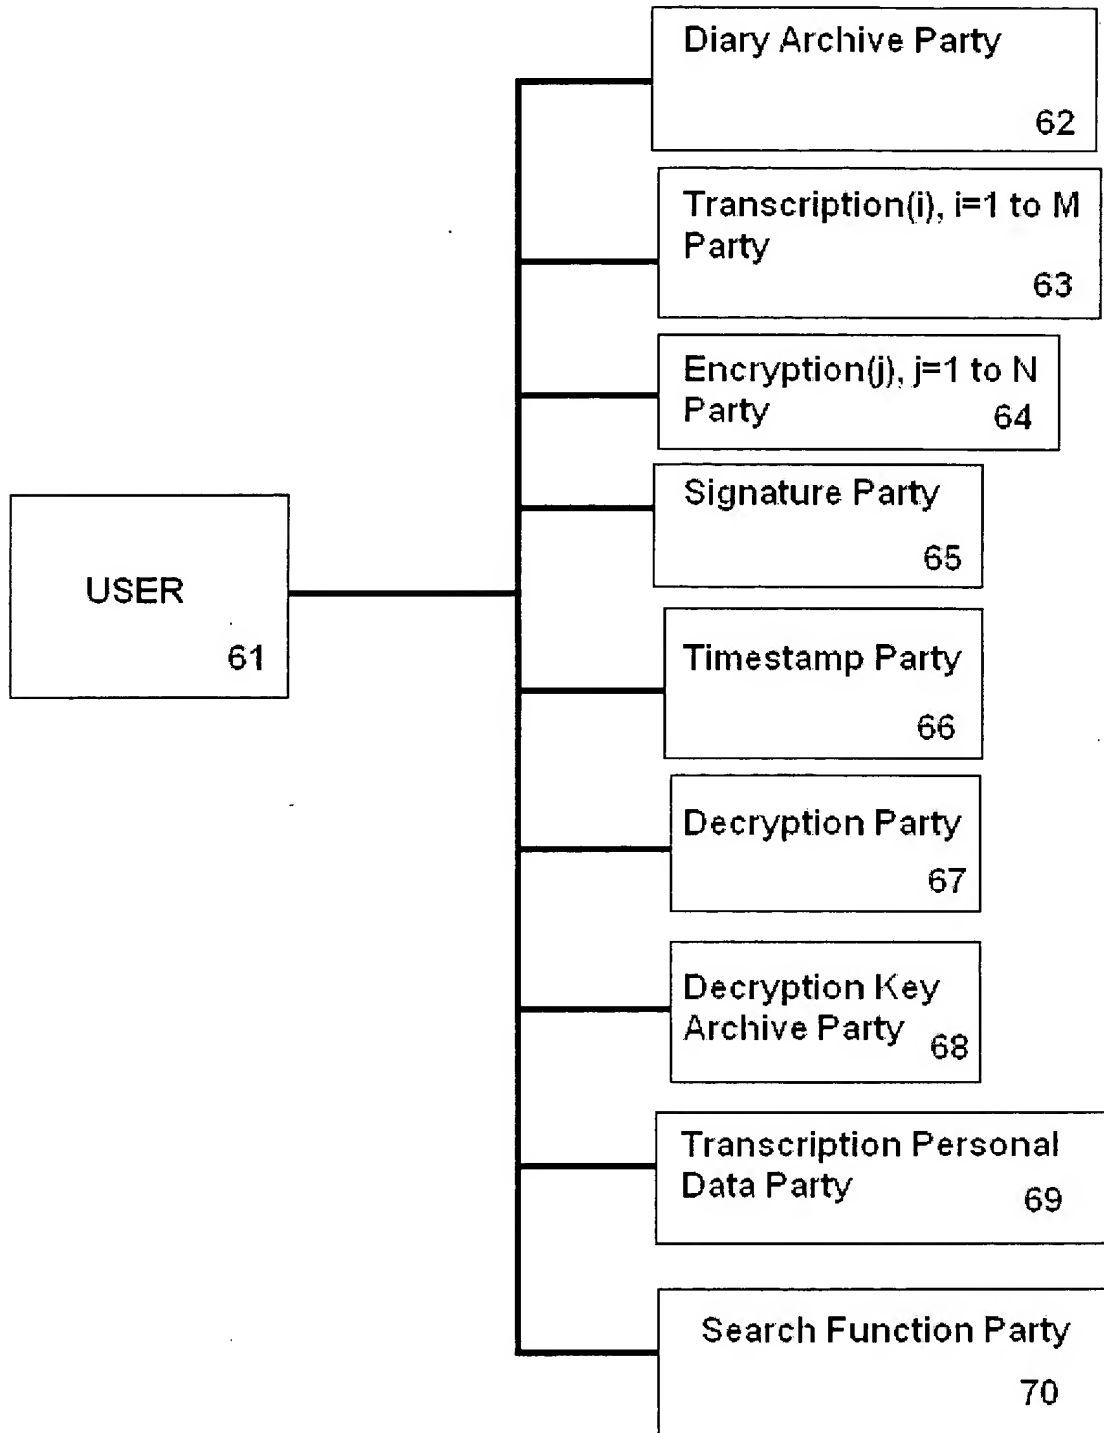 Diary Archive Party
62
Transcription(i), i=1 to M
Party
63
Encryption(j), j=1 to N
Party
64
Signature Party
65
USER
61
Timestamp Party
66
Decryption Party
67
Decryption Key
Archive Party
68
Transcription Personal
Data Party
69
Search Function Party
70